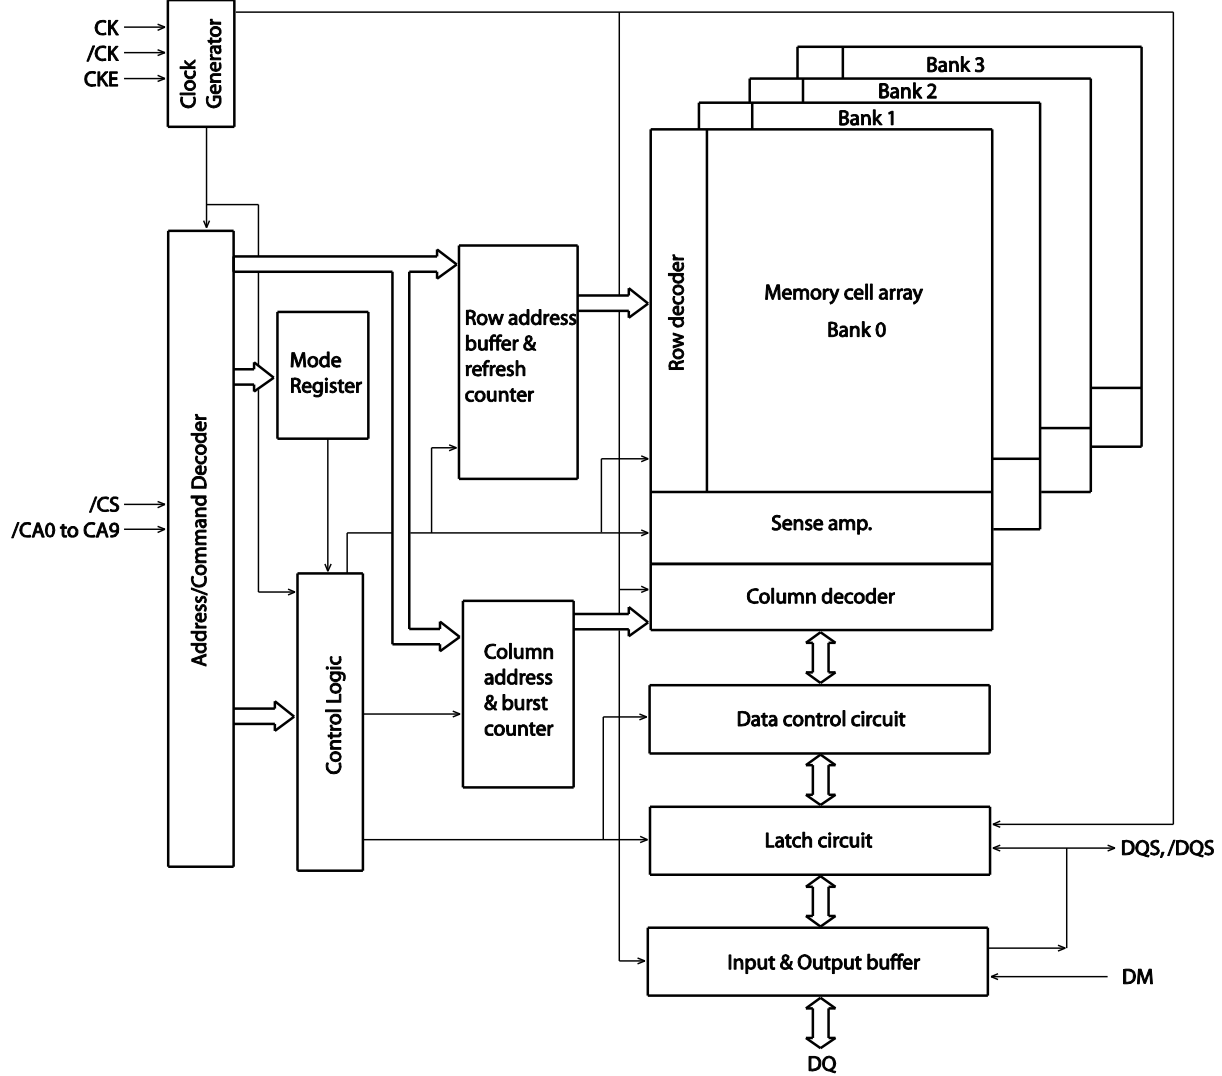 CK
/CK
CKE
Clock
Generator
Bank 3
Bank 2
Bank 1
Row decoder
Memory cell array
Bank 0
Row address
buffer &
refresh
counter
Mode
Register
Address/Command Decoder
/CS
/CA0 to CA9
Sense amp.
Column decoder
Control Logic
Column
address
& burst
counter
Data control circuit
Latch circuit
DQS, /DQS
Input & Output buffer
DM
DQ